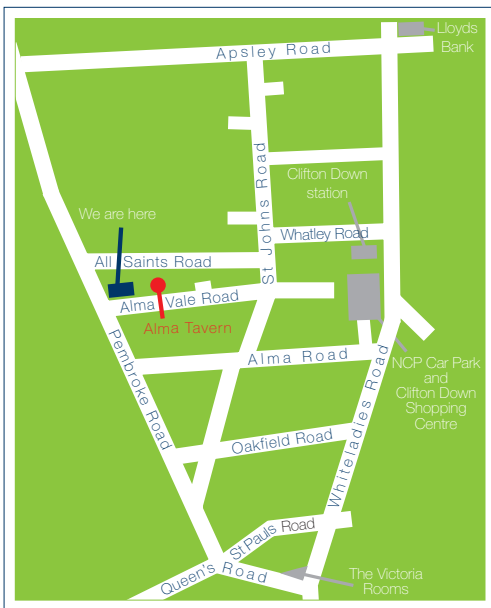 Lloyds
Bank
Apsley Road
Clifton Down
station
St Johns Road
We are here
Whatley Road
All Saints Road
Alma Vale Road
Alma Tavern
Pembroke Road
Alma Road
NCP Car Park
and
Clifton Down
Shopping
Centre
Whiteladies Road
Oakfield Road
St Pauls Road
Queen's Road
The Victoria
Rooms